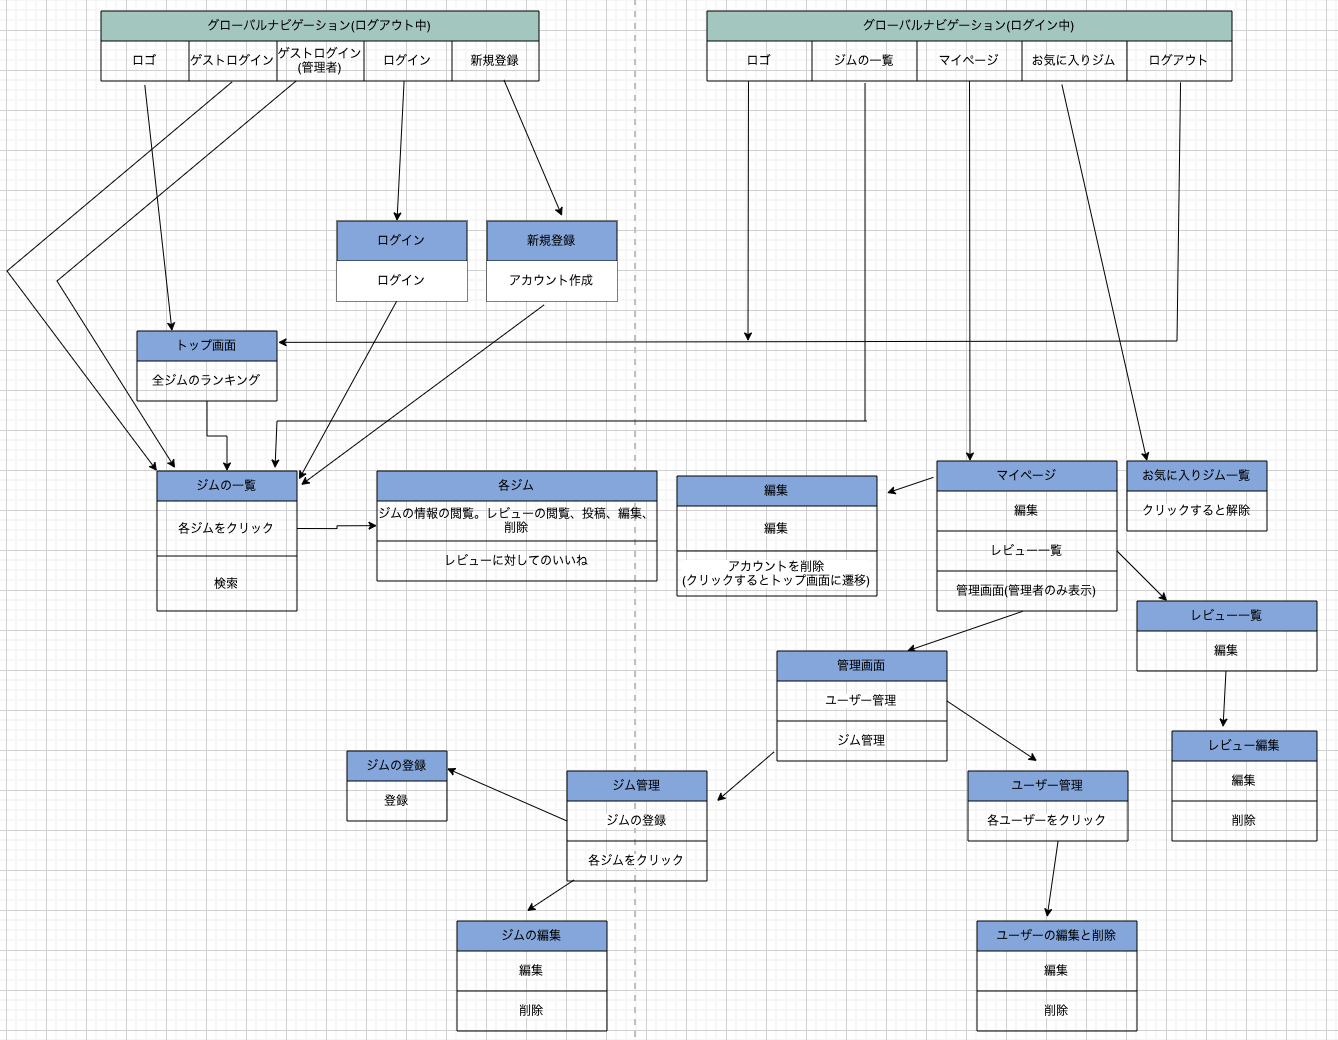 グローバルナビゲーション(ログアウト中)
ロゴ
ゲストログイン
ゲストログイン
(管理者)
ログイン
新規登録
グローバルナビゲーション(ログイン中)
ロゴ
ジムの一覧
マイページ
お気に入りジム
ログアウト
ログイン
ログイン
新規登録
アカウント作成
トップ画面
全ジムのランキング
ジムの一覧
各ジムをクリック
検索
各ジム
ジムの情報の閲覧。レビューの閲覧、投稿、編集、
削除
レビューに対してのいいね
編集
編集
アカウントを削除
(クリックするとトップ画面に遷移)
マイページ
編集
レビュー一覧
管理画面(管理者のみ表示)
お気に入りジム一覧
クリックすると解除
レビュー一覧
編集
管理画面
ユーザー管理
ジム管理
レビュー編集
編集
削除
ジムの登録
登録
ジム管理
ジムの登録
各ジムをクリック
ユーザー管理
各ユーザーをクリック
ジムの編集
編集
削除
ユーザーの編集と削除
編集
削除